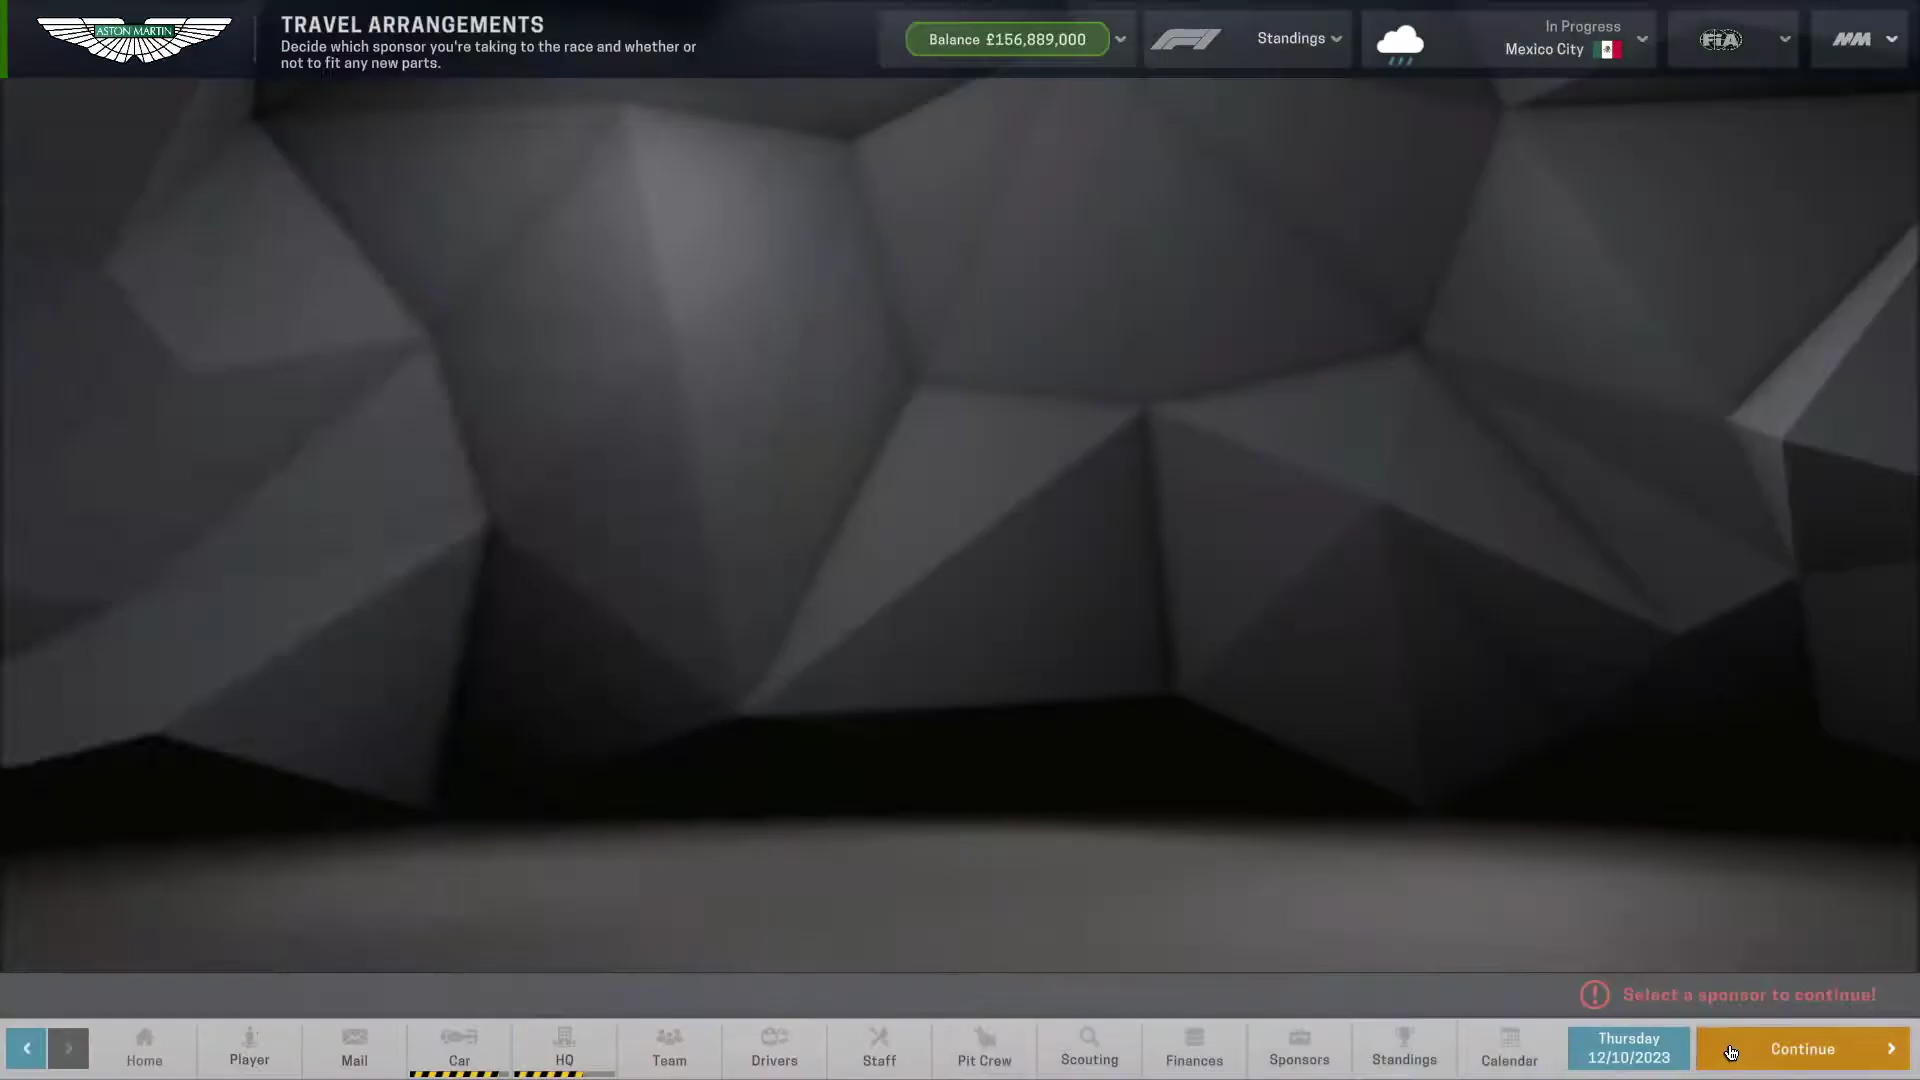 ASTON MARTIN
TRAVEL ARRANGEMENTS
Decide which sponsor you're taking to the race and whether or
not to fit any new parts.
Balance £156,889,000
Standings
In Progress
Mexico City
FiA
MM
Select a sponsor to continue!
Home
Player
Mail
Car
HQ
Team
Drivers
Staff
Pit Crew
Scouting
Finances
Sponsors
Standings
Calendar
Thursday
12/10/2023
Continue